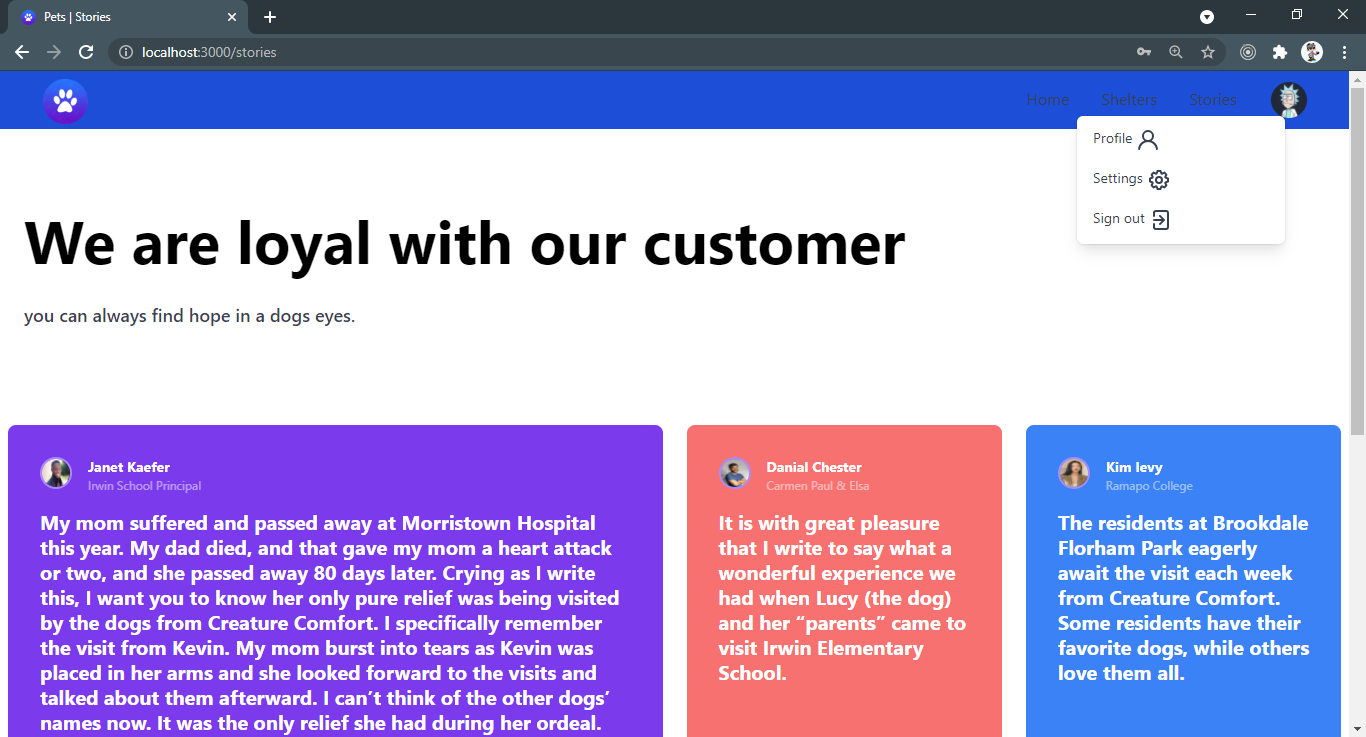 Pets | Stories
localhost:3000/stories
Home Shelters Stories
Profile
Settings
Sign out
We are loyal with our customer
you can always find hope in a dogs eyes.
Janet Kaefer
Irwin School Principal
My mom suffered and passed away at Morristown Hospital
this year. My dad died, and that gave my mom a heart attack
or two, and she passed away 80 days later. Crying as I write
this, I want you to know her only pure relief was being visited
by the dogs from Creature Comfort. I specifically remember
the visit from Kevin. My mom burst into tears as Kevin was
placed in her arms and she looked forward to the visits and
talked about them afterward. I can’t think of the other dogs’
names now. It was the only relief she had during her ordeal.
Danial Chester
Carmen Paul & Elsa
It is with great pleasure
that I write to say what a
wonderful experience we
had when Lucy (the dog)
and her “parents” came to
visit Irwin Elementary
School.
Kim levy
Ramapo College
The residents at Brookdale
Florham Park eagerly
await the visit each week
from Creature Comfort.
Some residents have their
favorite dogs, while others
love them all.